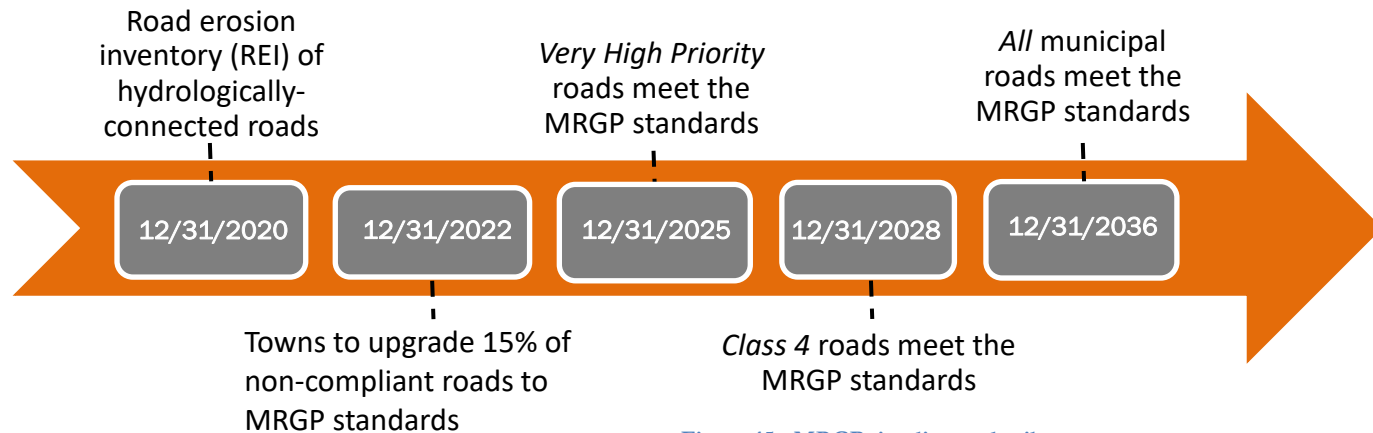 Road erosion
inventory (REI) of
hydrologically-
connected roads
Very High Priority
roads meet the
MRGP standards
All municipal
roads meet the
MRGP standards
12/31/2020
12/31/2022
12/31/2025
12/31/2028
12/31/2036
Towns to upgrade 15% of
non-compliant roads to
MRGP standards
Class 4 roads meet the
MRGP standards